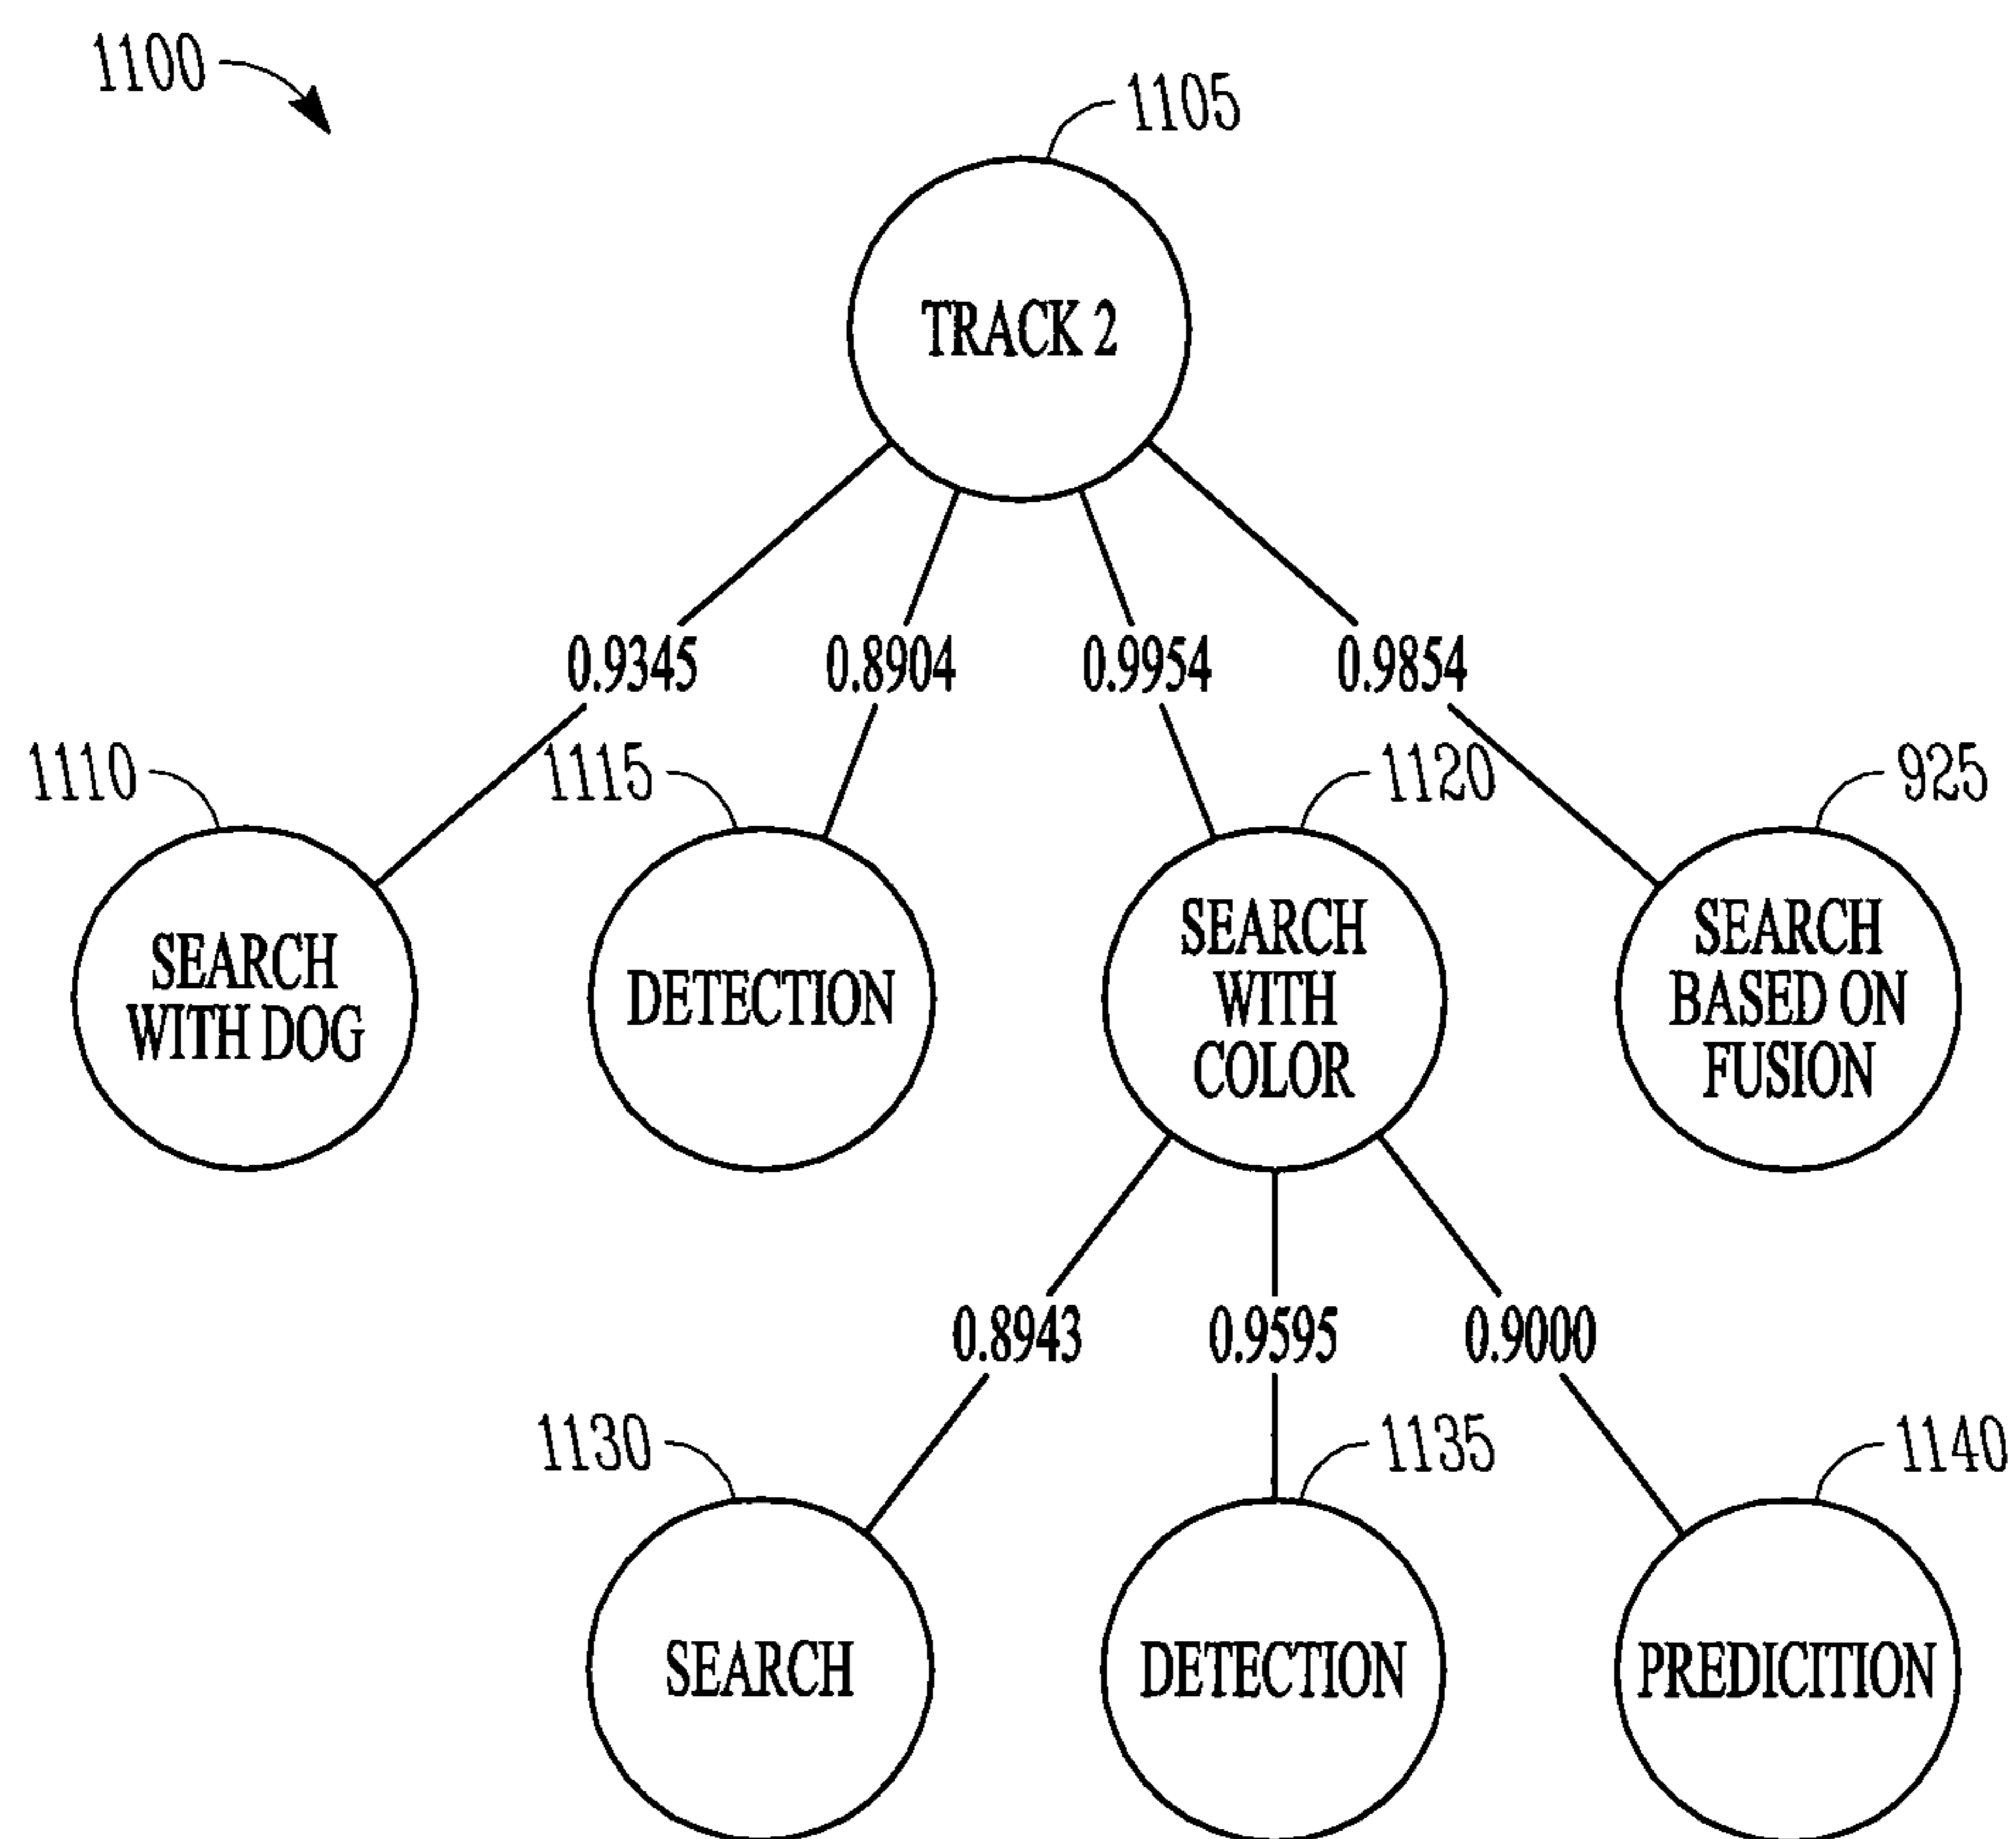 1100
1105
TRACK 2
0.9345
0.8904
0.9954
0.9854
1110
1115
1120
925
SEARCH
WITH DOG
DETECTION
SEARCH
WITH
COLOR
SEARCH
BASED ON
FUSION
0.8943
0.9595
0.9000
1130
1135
1140
SEARCH
DETECTION
PREDICITION